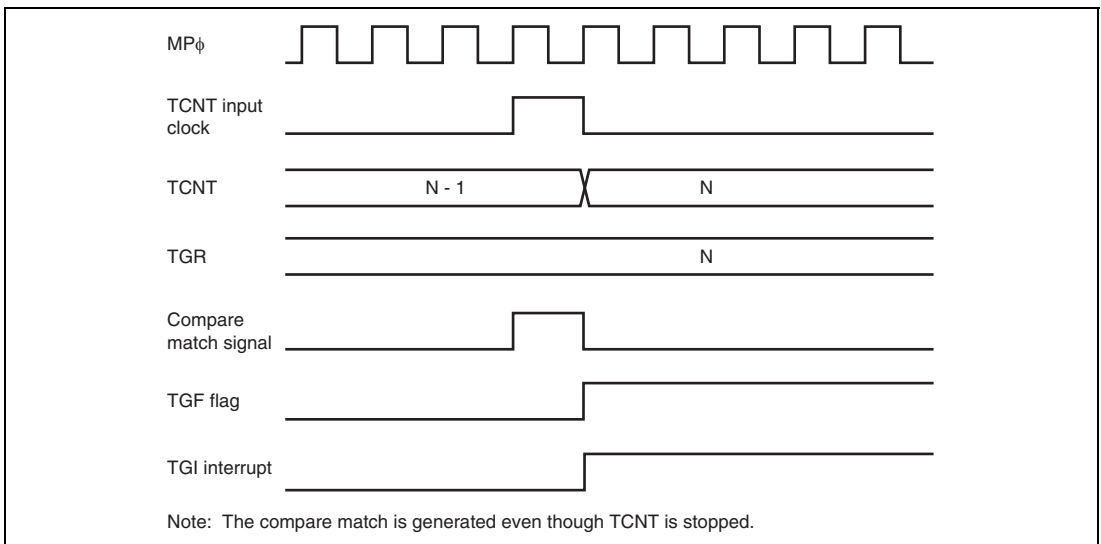 MPϕ
TCNT input
clock
TCNT
N - 1
N
TGR
N
Compare
match signal
TGF flag
TGI interrupt
Note: The compare match is generated even though TCNT is stopped.